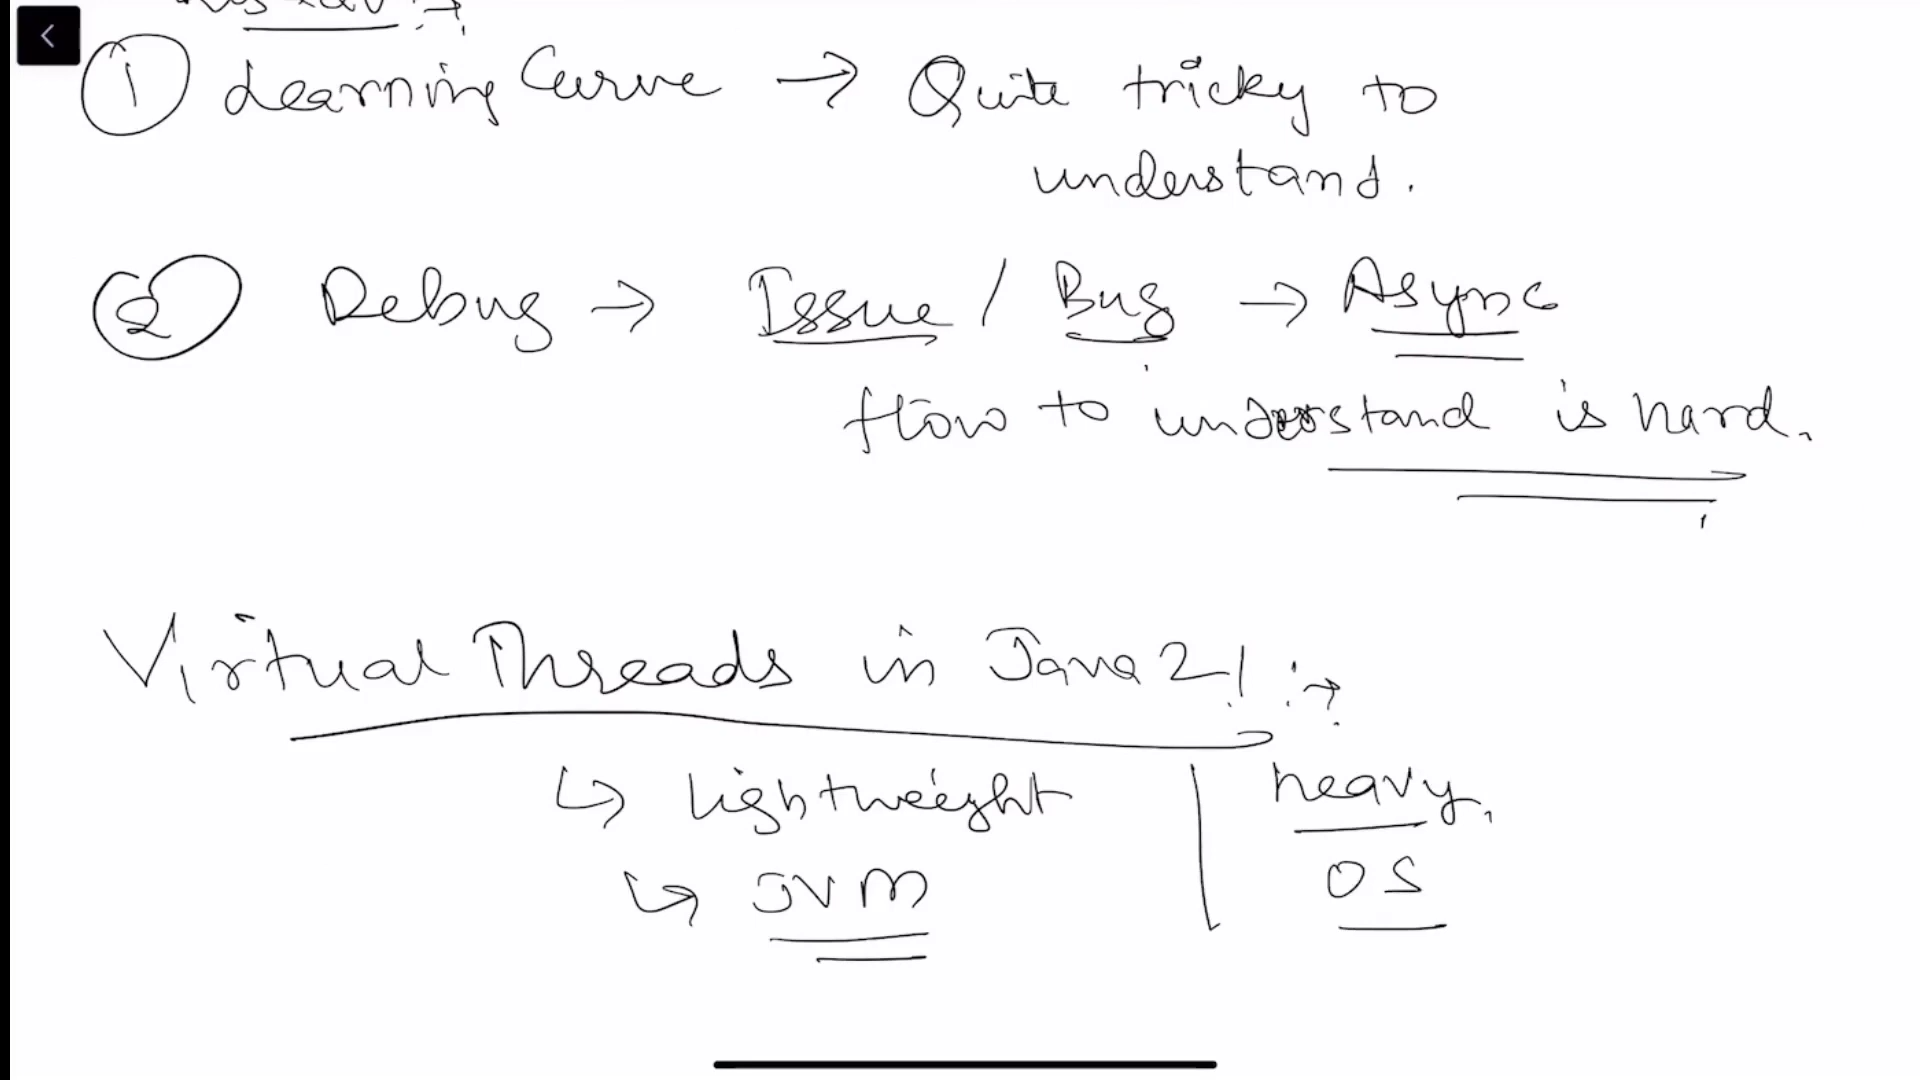 ① Learning Curve → Quite tricky to
understand.
② Debug → Issue / Bug → Async
flow to understand is hard.
Virtual Threads in Java 21 :→
↳ lightweight | heavy.
↳ JVM | OS